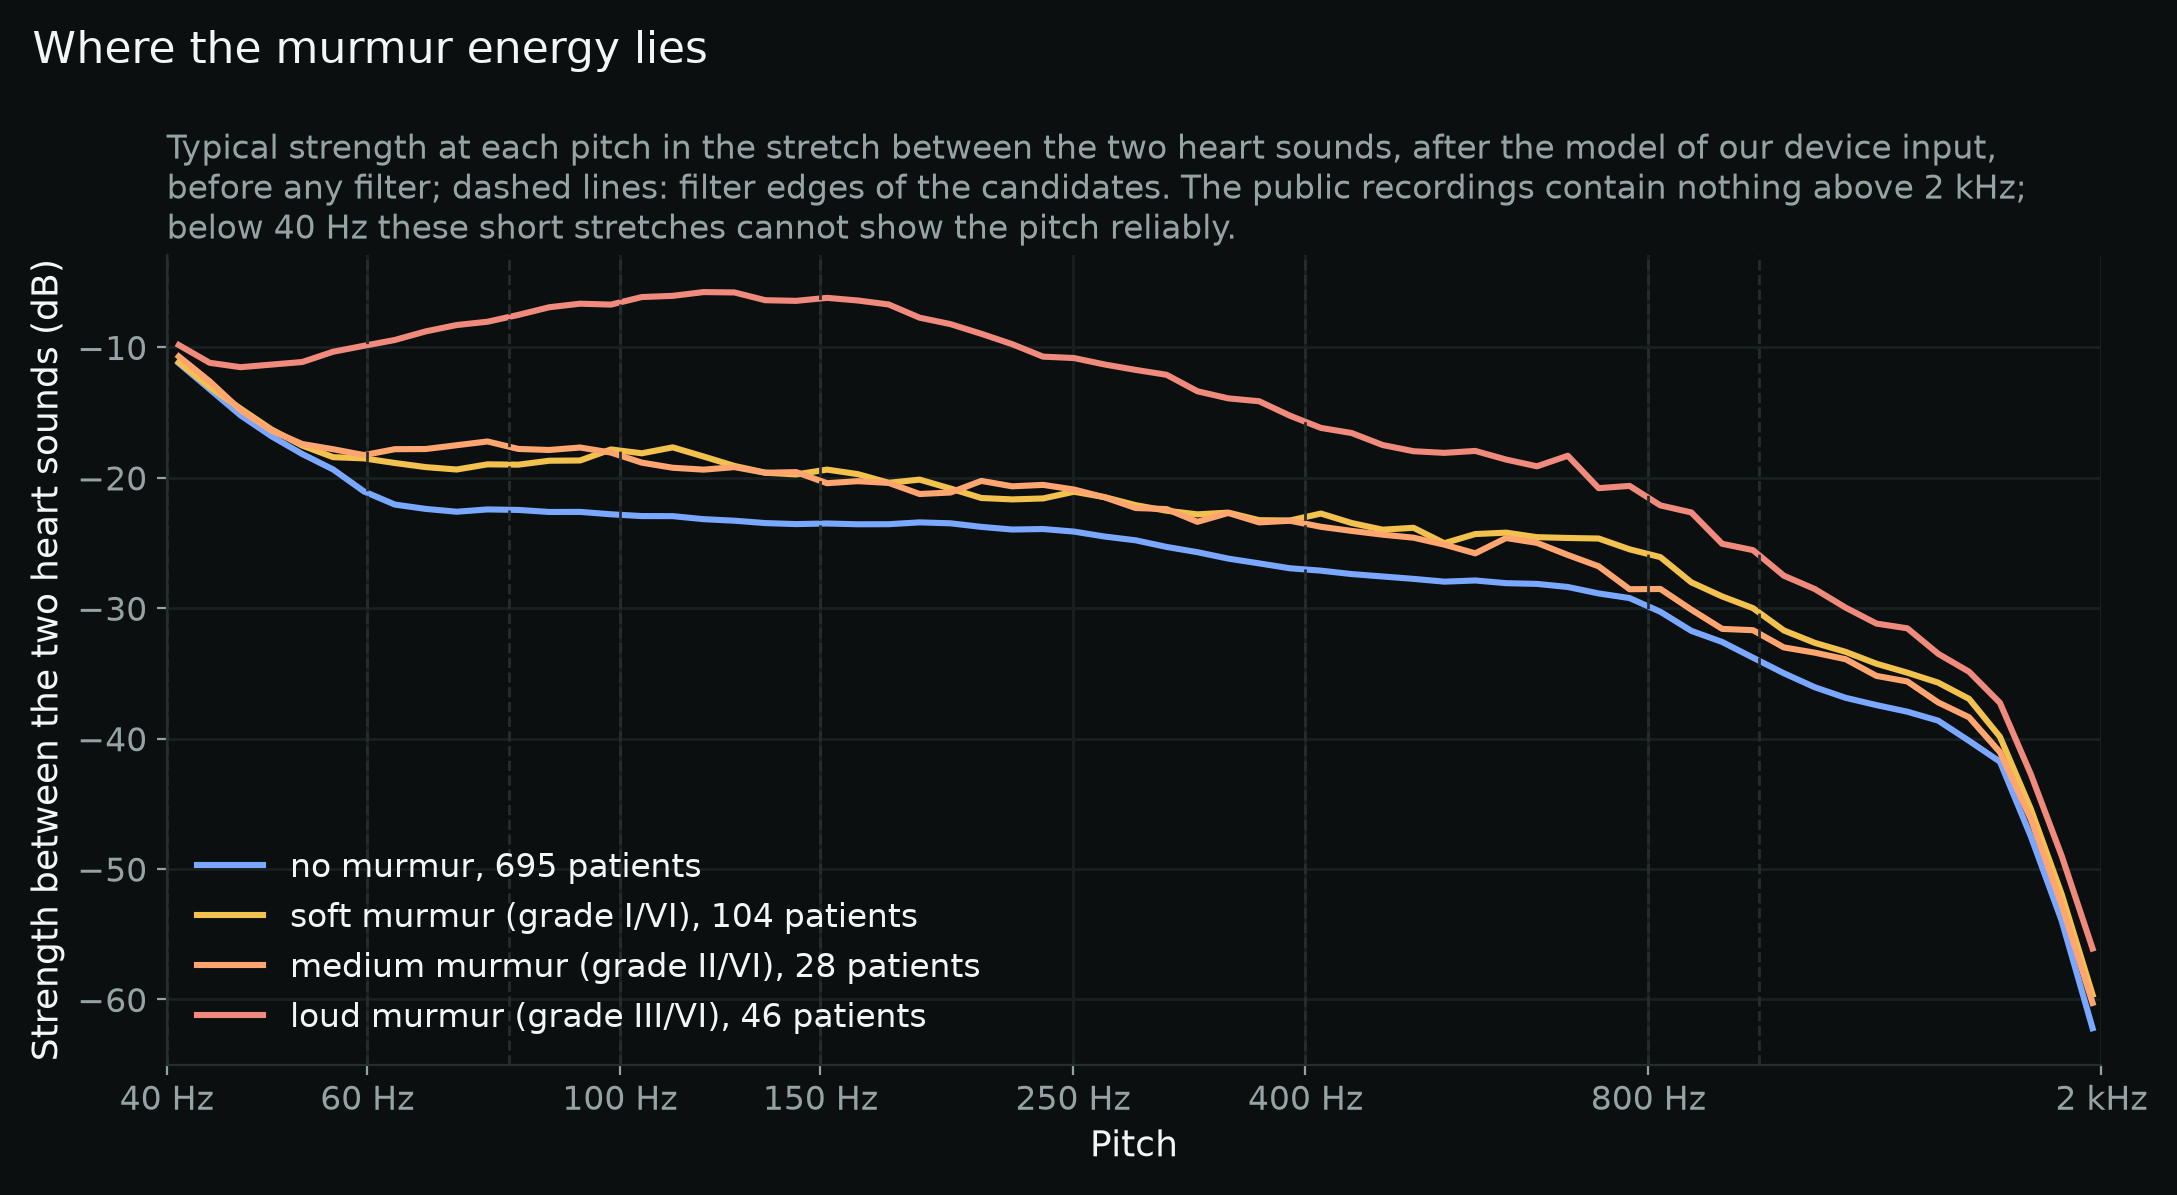 Where the murmur energy lies
Typical strength at each pitch in the stretch between the two heart sounds, after the model of our device input,
before any filter; dashed lines: filter edges of the candidates. The public recordings contain nothing above 2 kHz;
below 40 Hz these short stretches cannot show the pitch reliably.
Strength between the two heart sounds (dB)
−10
−20
−30
−40
−50
−60
no murmur, 695 patients
soft murmur (grade I/VI), 104 patients
medium murmur (grade II/VI), 28 patients
loud murmur (grade III/VI), 46 patients
40 Hz 60 Hz 100 Hz 150 Hz 250 Hz 400 Hz 800 Hz 2 kHz
Pitch